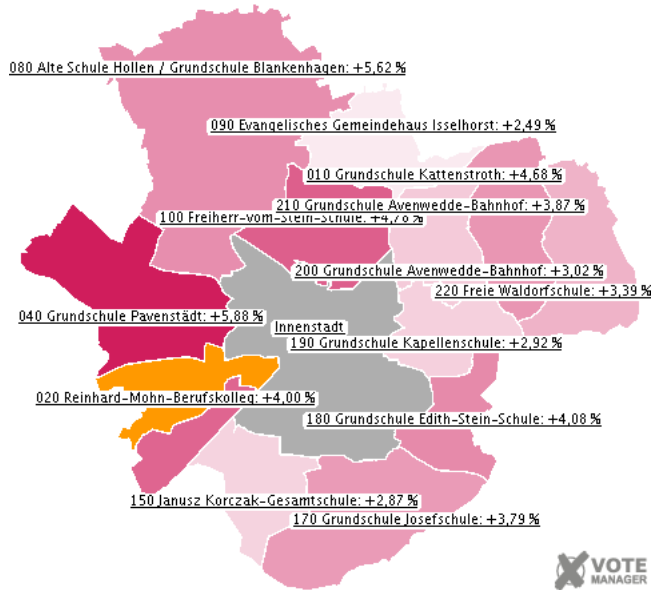 080 Alte Schule Hollen / Grundschule Blankenhagen: +5,62 %
090 Evangelisches Gemeindehaus Isselhorst: +2,49 %
010 Grundschule Kattenstroth: +4,68 %
210 Grundschule Avenwedde-Bahnhof: +3,87 %
100 Freiherr-vom-Stein-Schule: +4,78 %
200 Grundschule Avenwedde-Bahnhof: +3,02 %
220 Freie Waldorfschule: +3,39 %
040 Grundschule Pavenstädt: +5,88 %
Innenstadt
190 Grundschule Kapellenschule: +2,92 %
020 Reinhard-Mohn-Berufskolleg: +4,00 %
180 Grundschule Edith-Stein-Schule: +4,08 %
150 Janusz Korczak-Gesamtschule: +2,87 %
170 Grundschule Josefschule: +3,79 %
VOTE
MANAGER